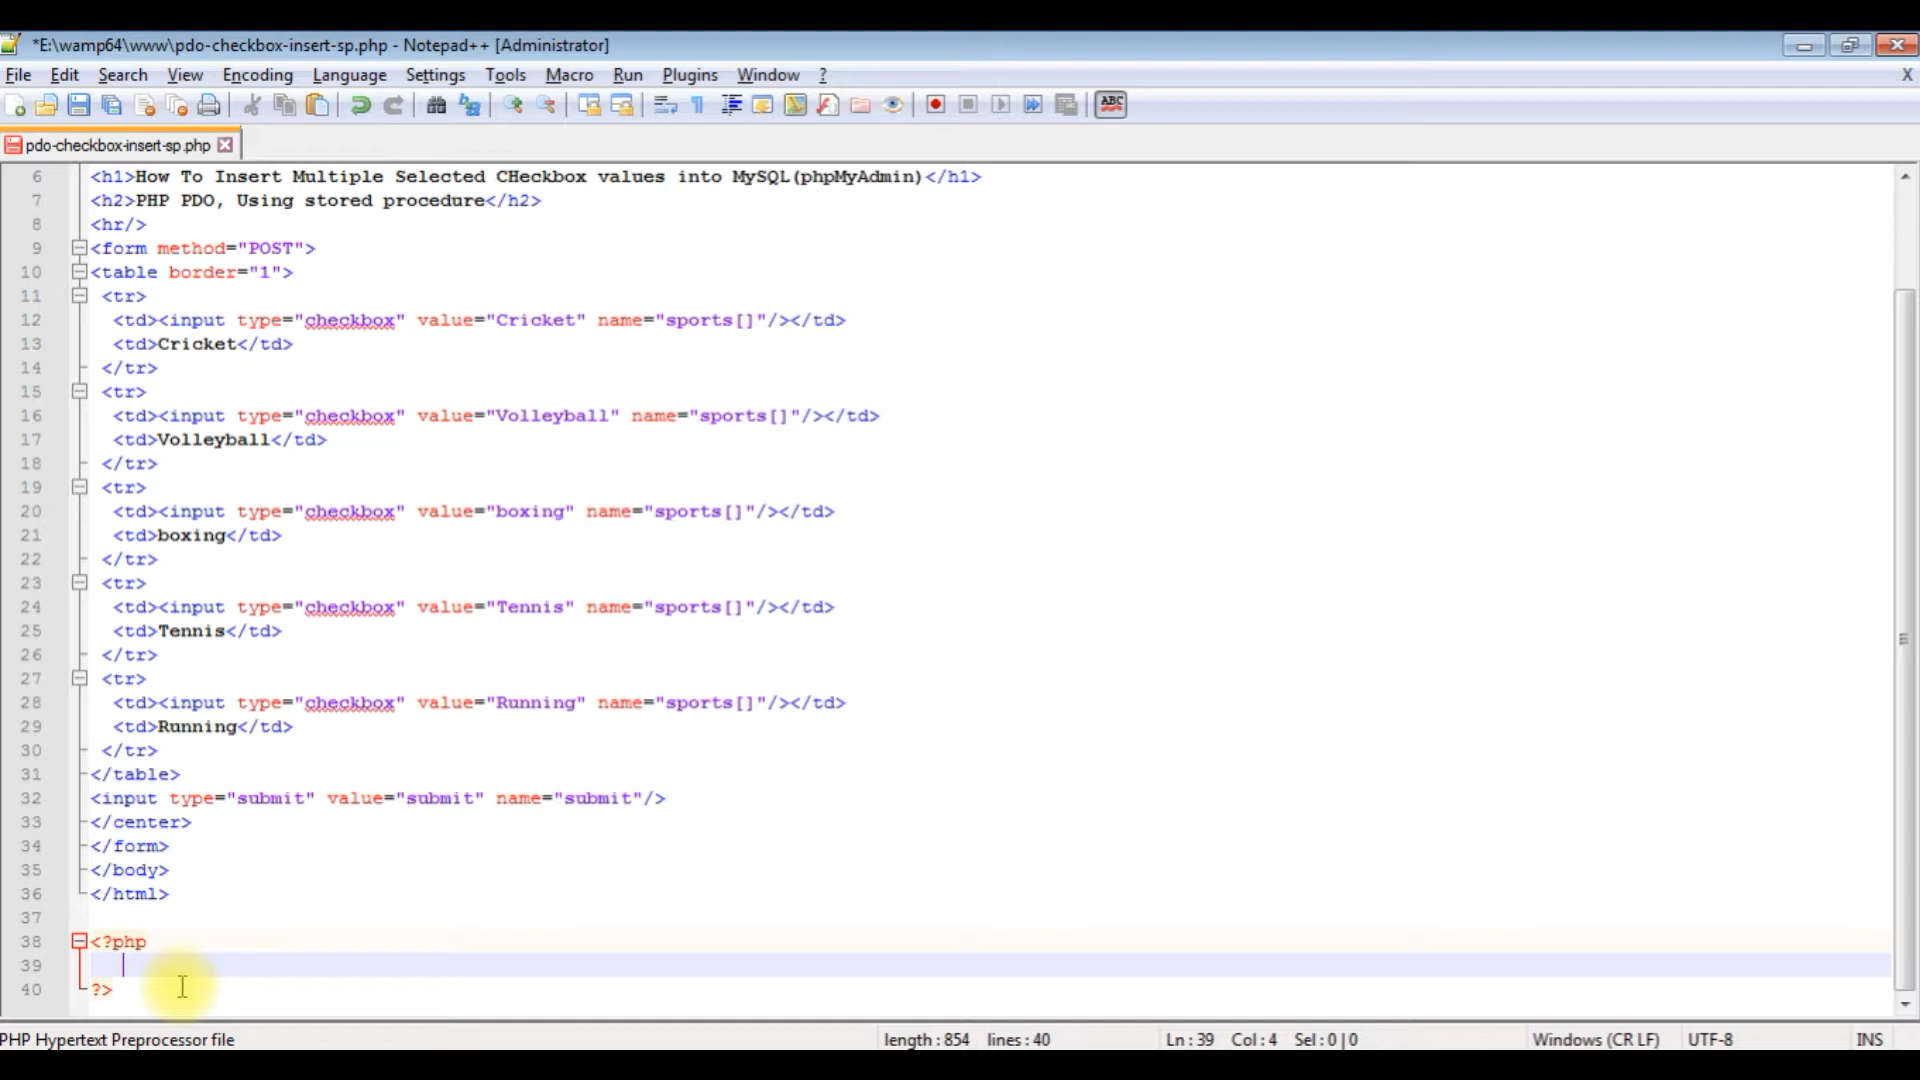 *E:\wamp64\www\pdo-checkbox-insert-sp.php - Notepad++ [Administrator]
File Edit Search View Encoding Language Settings Tools Macro Run Plugins Window ? X
ABC
pdo-checkbox-insert-sp.php
6 <h1>How To Insert Multiple Selected CHeckbox values into MySQL(phpMyAdmin)</h1>
7 <h2>PHP PDO, Using stored procedure</h2>
8 <hr/>
9 <form method="POST">
10 <table border="1">
11 <tr>
12 <td><input type="checkbox" value="Cricket" name="sports[]"/></td>
13 <td>Cricket</td>
14 </tr>
15 <tr>
16 <td><input type="checkbox" value="Volleyball" name="sports[]"/></td>
17 <td>Volleyball</td>
18 </tr>
19 <tr>
20 <td><input type="checkbox" value="boxing" name="sports[]"/></td>
21 <td>boxing</td>
22 </tr>
23 <tr>
24 <td><input type="checkbox" value="Tennis" name="sports[]"/></td>
25 <td>Tennis</td>
26 </tr>
27 <tr>
28 <td><input type="checkbox" value="Running" name="sports[]"/></td>
29 <td>Running</td>
30 </tr>
31 </table>
32 <input type="submit" value="submit" name="submit"/>
33 </center>
34 </form>
35 </body>
36 </html>
37
38 <?php
39
40 ?>
PHP Hypertext Preprocessor file length : 854 lines : 40 Ln : 39 Col : 4 Sel : 0 | 0 Windows (CR LF) UTF-8 INS